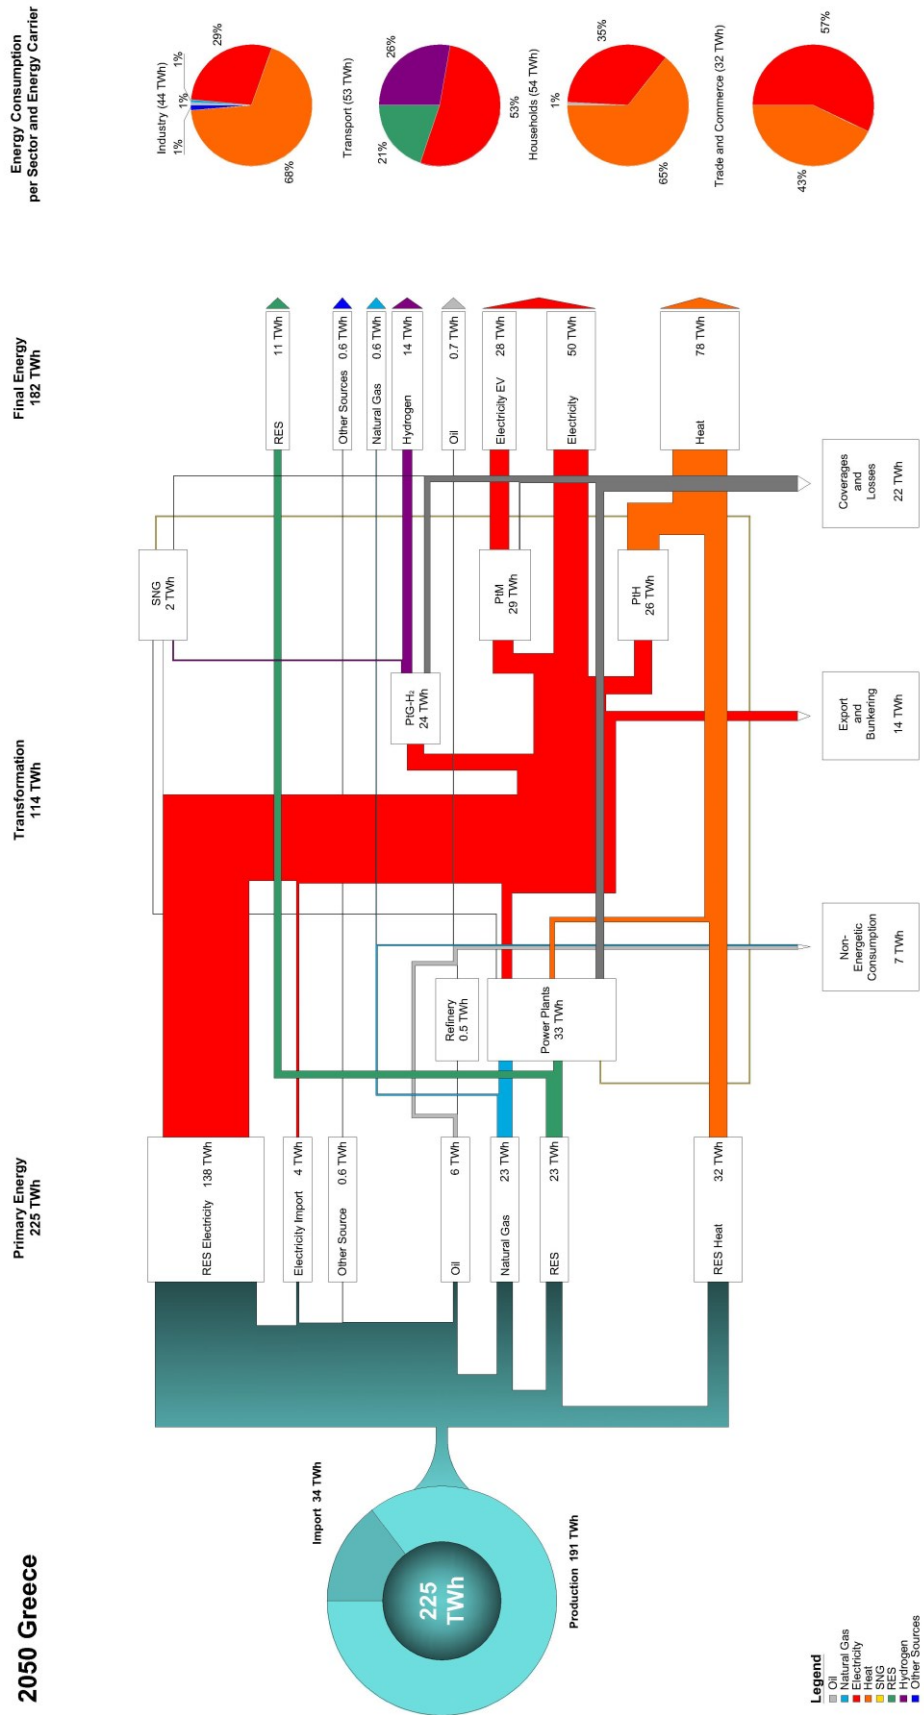 2050 Greece
Primary Energy
225 TWh
Transformation
114 TWh
Final Energy
182 TWh
Energy Consumption
per Sector and Energy Carrier
Import 34 TWh
225
TWh
Production 191 TWh
RES Electricity 138 TWh
Electricity Import 4 TWh
Other Source 0.6 TWh
Oil 6 TWh
Natural Gas 23 TWh
RES 23 TWh
RES Heat 32 TWh
Refinery
0.5 TWh
Power Plants
33 TWh
SNG
2 TWh
PtG-H₂
24 TWh
PtM
29 TWh
PtH
26 TWh
RES 11 TWh
Other Sources 0.6 TWh
Natural Gas 0.6 TWh
Hydrogen 14 TWh
Oil 0.7 TWh
Electricity EV 28 TWh
Electricity 50 TWh
Heat 78 TWh
Non-
Energetic
Consumption
7 TWh
Export
and
Bunkering
14 TWh
Coverages
and
Losses
22 TWh
Industry (44 TWh)
1%
1%
1%
29%
68%
Transport (53 TWh)
26%
21%
53%
Households (54 TWh)
1%
35%
65%
Trade and Commerce (32 TWh)
57%
43%
Legend
Oil
Natural Gas
Electricity
Heat
SNG
RES
Hydrogen
Other Sources